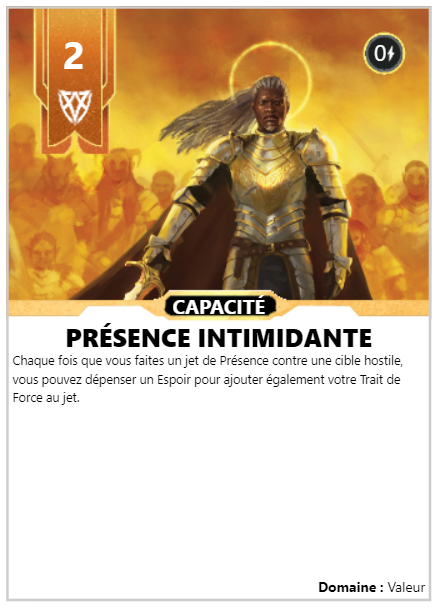 2
0
CAPACITÉ
PRÉSENCE INTIMIDANTE
Chaque fois que vous faites un jet de Présence contre une cible hostile,
vous pouvez dépenser un Espoir pour ajouter également votre Trait de
Force au jet.
Domaine : Valeur